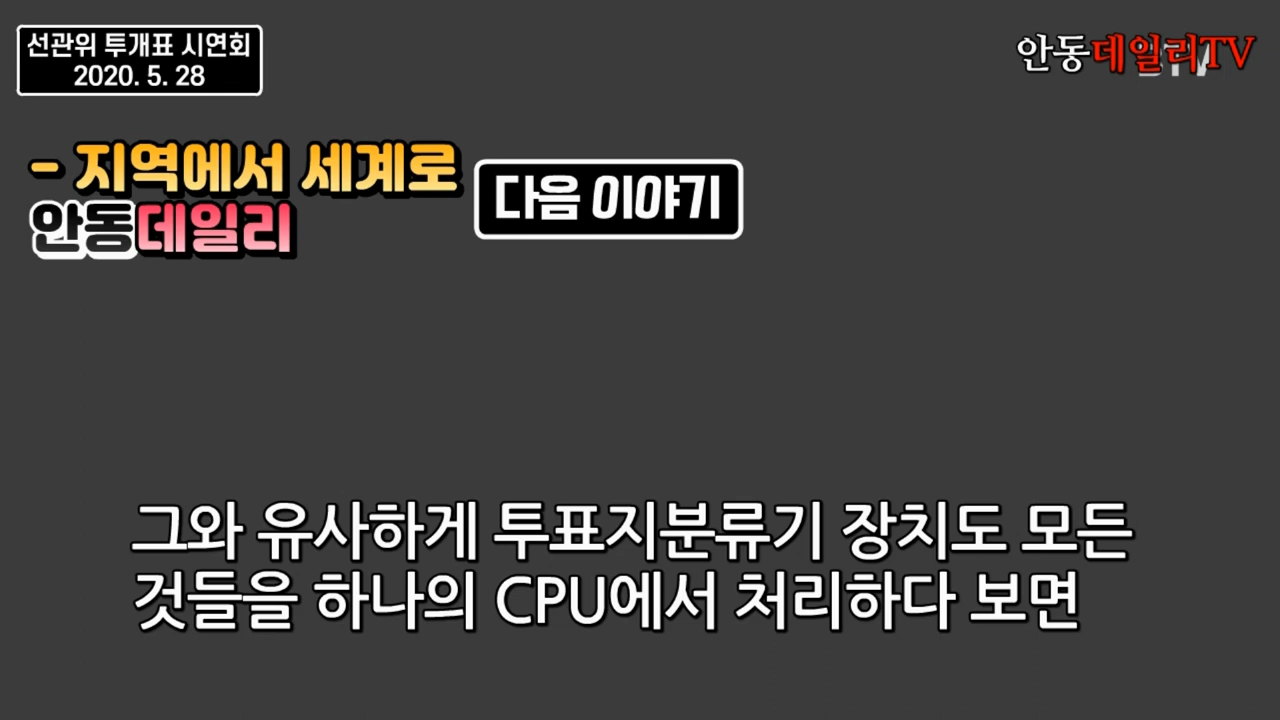 선관위 투개표 시연회
2020. 5. 28
안동데일리TV
- 지역에서 세계로
안동데일리
다음 이야기
그와 유사하게 투표지분류기 장치도 모든
것들을 하나의 CPU에서 처리하다 보면